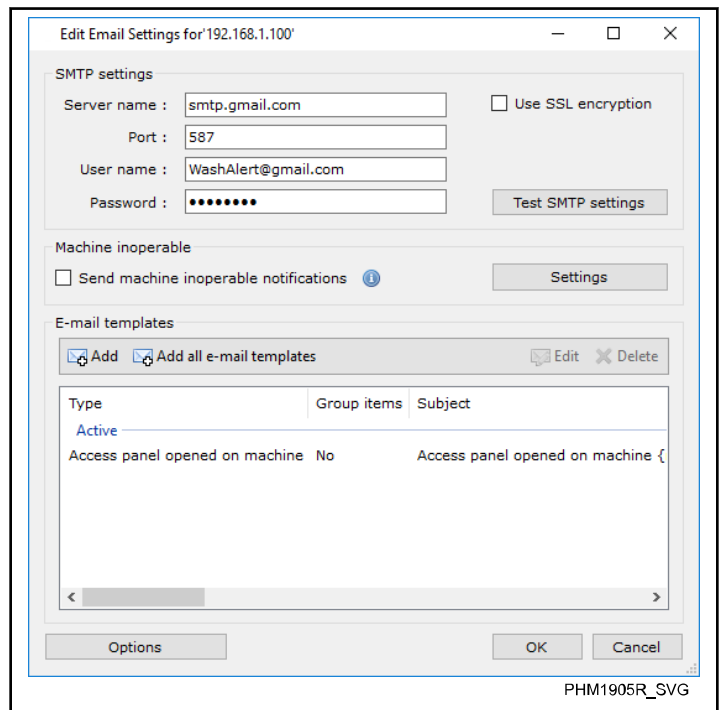 Edit Email Settings for'192.168.1.100'
SMTP settings
Server name : smtp.gmail.com Use SSL encryption
Port : 587
User name : WashAlert@gmail.com
Password : •••••••• Test SMTP settings
Machine inoperable
Send machine inoperable notifications Settings
E-mail templates
Add Add all e-mail templates Edit Delete
Type Group items Subject
Active
Access panel opened on machine No Access panel opened on machine {
Options OK Cancel
PHM1905R_SVG